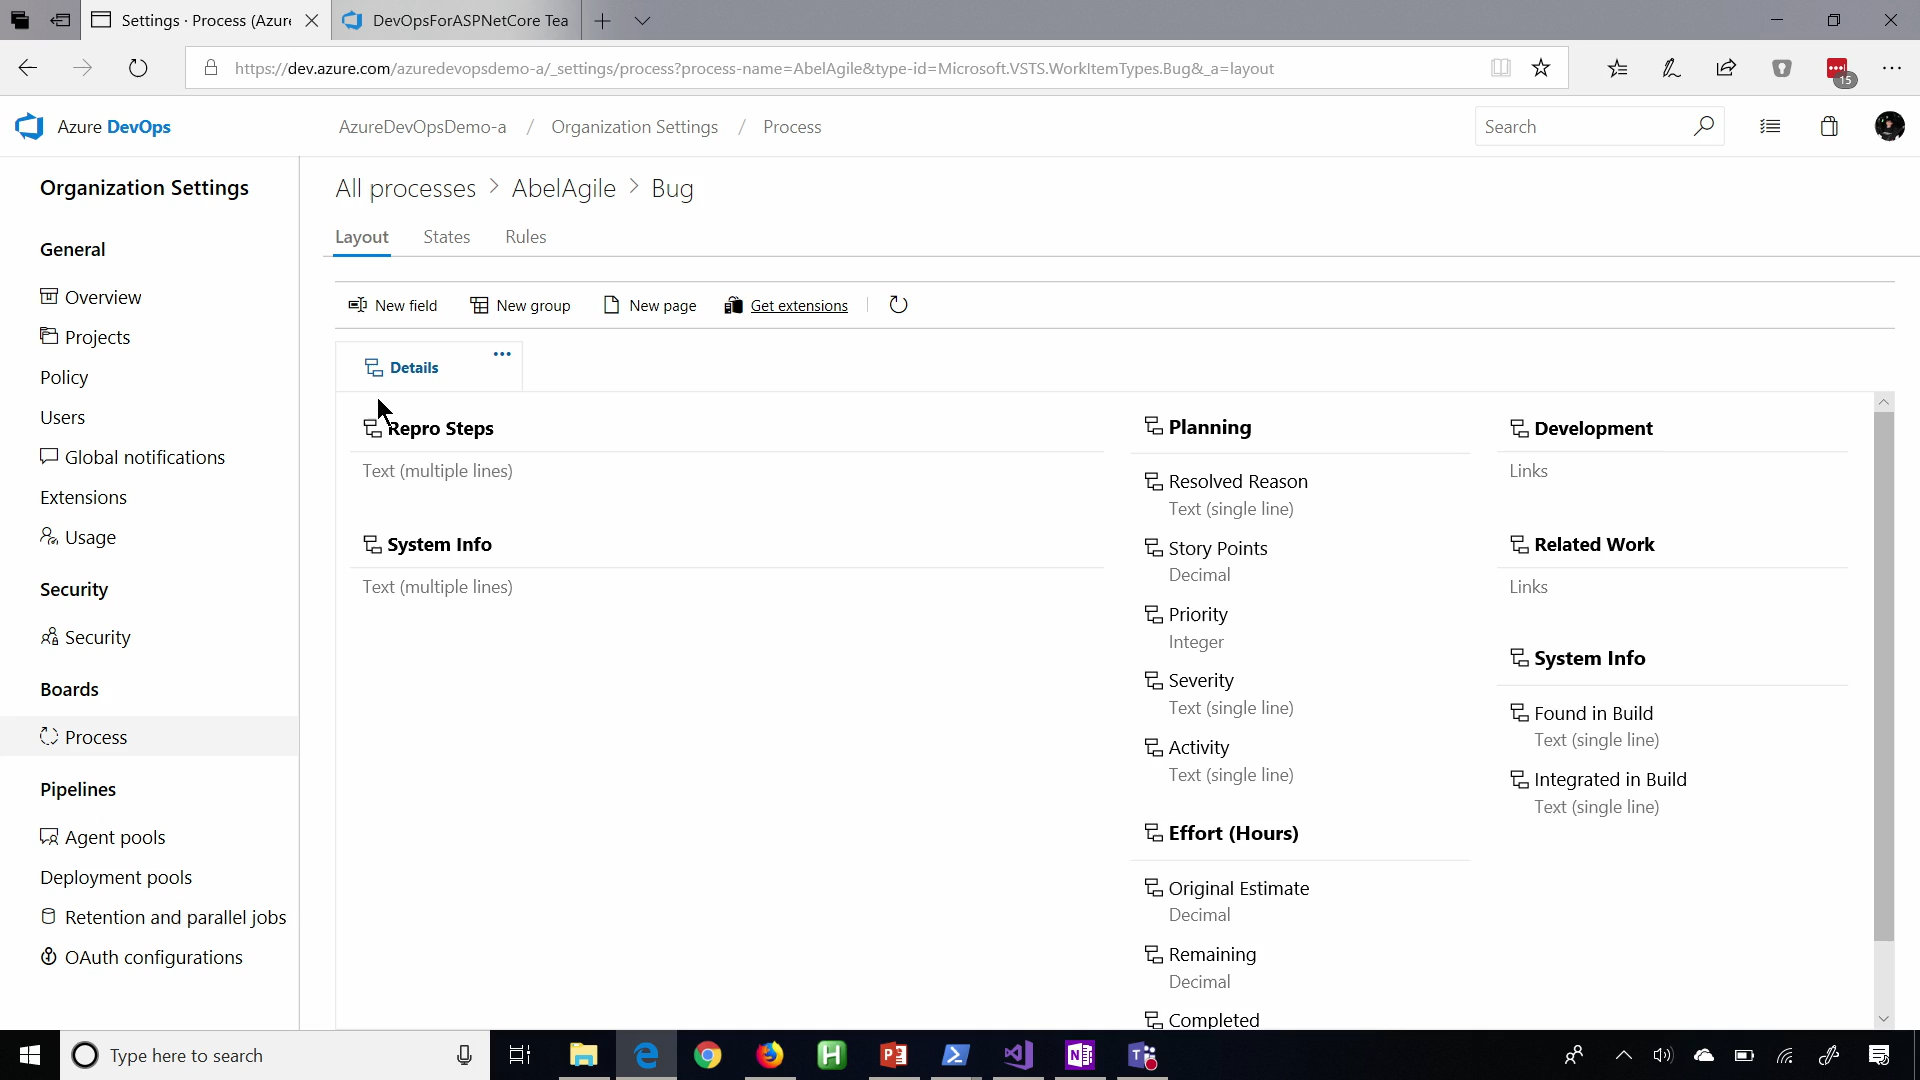 Settings · Process (Azure
DevOpsForASPNetCore Tea
https://dev.azure.com/azuredevopsdemo-a/_settings/process?process-name=AbelAgile&type-id=Microsoft.VSTS.WorkItemTypes.Bug&_a=layout
15
Azure DevOps
AzureDevOpsDemo-a / Organization Settings / Process
Search
Organization Settings
General
Overview
Projects
Policy
Users
Global notifications
Extensions
Usage
Security
Security
Boards
Process
Pipelines
Agent pools
Deployment pools
Retention and parallel jobs
OAuth configurations
All processes > AbelAgile > Bug
Layout States Rules
New field New group New page Get extensions
Details ...
Repro Steps
Text (multiple lines)
System Info
Text (multiple lines)
Planning
Resolved Reason
Text (single line)
Story Points
Decimal
Priority
Integer
Severity
Text (single line)
Activity
Text (single line)
Effort (Hours)
Original Estimate
Decimal
Remaining
Decimal
Completed
Development
Links
Related Work
Links
System Info
Found in Build
Text (single line)
Integrated in Build
Text (single line)
Type here to search